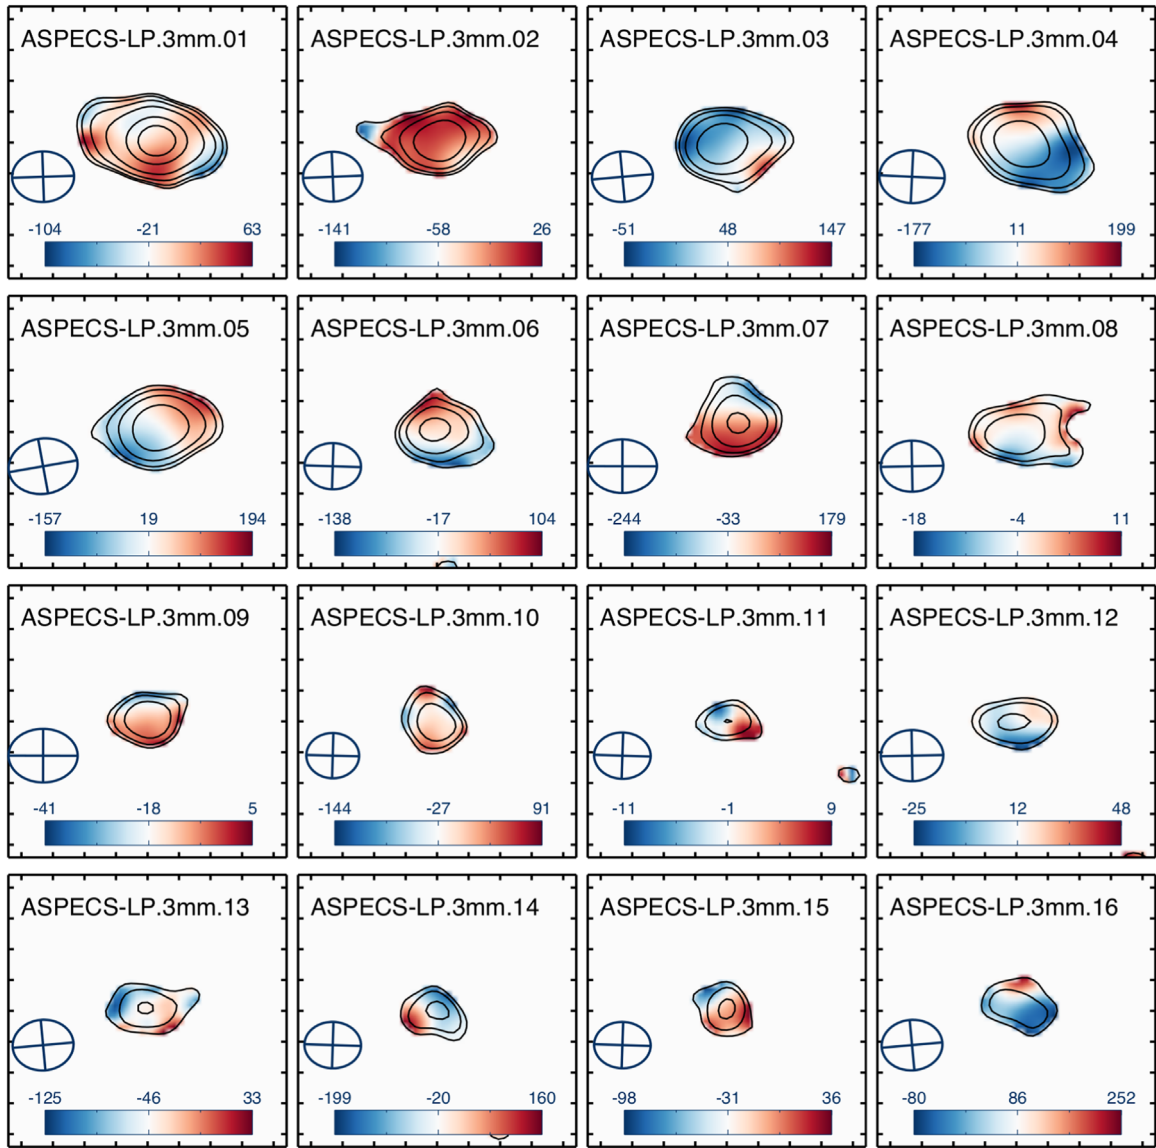 ASPECS-LP.3mm.01
-104 -21 63
ASPECS-LP.3mm.02
-141 -58 26
ASPECS-LP.3mm.03
-51 48 147
ASPECS-LP.3mm.04
-177 11 199
ASPECS-LP.3mm.05
-157 19 194
ASPECS-LP.3mm.06
-138 -17 104
ASPECS-LP.3mm.07
-244 -33 179
ASPECS-LP.3mm.08
-18 -4 11
ASPECS-LP.3mm.09
-41 -18 5
ASPECS-LP.3mm.10
-144 -27 91
ASPECS-LP.3mm.11
-11 -1 9
ASPECS-LP.3mm.12
-25 12 48
ASPECS-LP.3mm.13
-125 -46 33
ASPECS-LP.3mm.14
-199 -20 160
ASPECS-LP.3mm.15
-98 -31 36
ASPECS-LP.3mm.16
-80 86 252